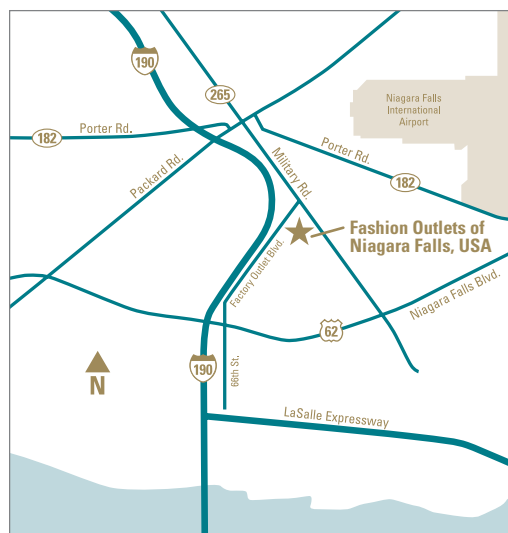 190
265
Niagara Falls
International
Airport
Porter Rd.
182
Packard Rd.
Military Rd.
Porter Rd.
182
Fashion Outlets of
Niagara Falls, USA
Factory Outlet Blvd.
Niagara Falls Blvd.
62
190
66th St.
N
LaSalle Expressway